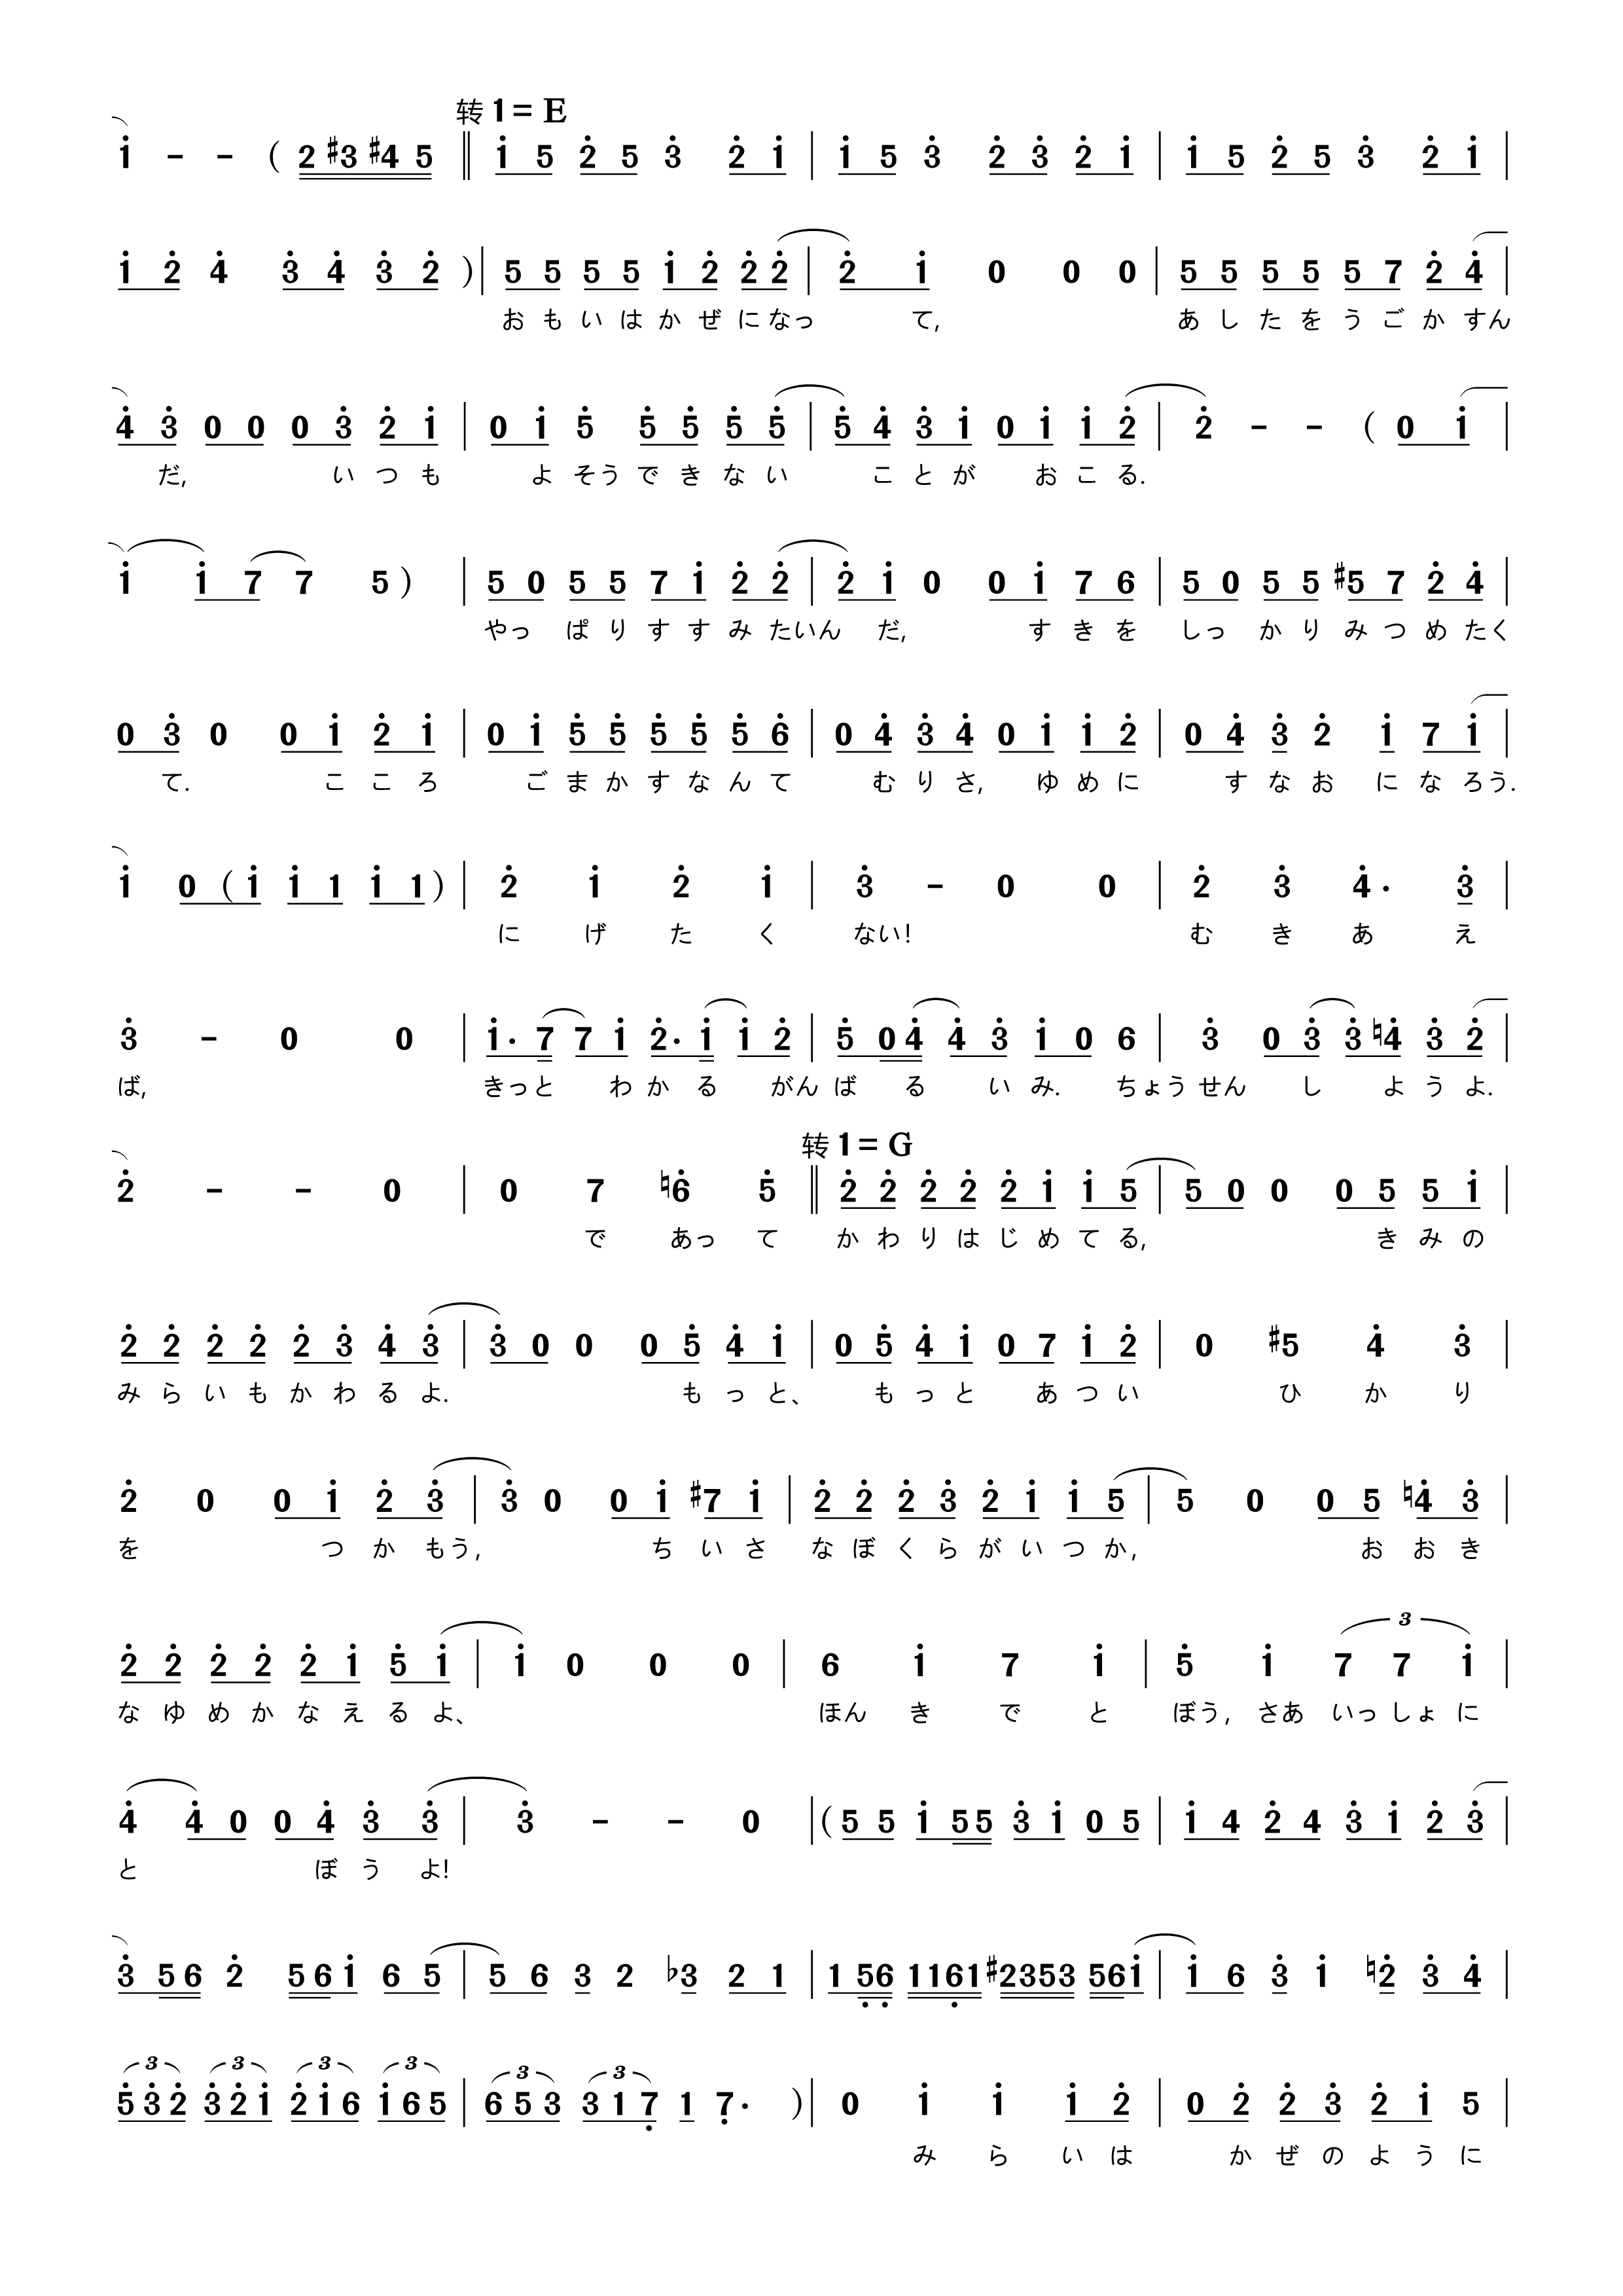 转 1= E
1 - - ( 2 #3 #4 5 || 1 5 2 5 3 2 1 | 1 5 3 2 3 2 1 | 1 5 2 5 3 2 1 |
1 2 4 3 4 3 2 ) | 5 5 5 5 1 2 2 2 | 2 1 0 0 0 | 5 5 5 5 5 7 2 4 |
お も い は か ぜ に なっ て, あ し た を う ご か すん
4 3 0 0 0 3 2 1 | 0 1 5 5 5 5 5 | 5 4 3 1 0 1 1 2 | 2 - - ( 0 1 |
だ, い つ も よ そう で き な い こ と が お こ る.
1 1 7 7 5 ) | 5 0 5 5 7 1 2 2 | 2 1 0 0 1 7 6 | 5 0 5 5 #5 7 2 4 |
やっ ぱ り す す み たいん だ, す き を しっ か り み つ め たく
0 3 0 0 1 2 1 | 0 1 5 5 5 5 5 6 | 0 4 3 4 0 1 1 2 | 0 4 3 2 1 7 1 |
て. こ こ ろ ご ま か す な ん て む り さ, ゆ め に す な お に な ろう.
1 0 ( 1 1 1 1 1 ) | 2 1 2 1 | 3 - 0 0 | 2 3 4· 3 |
に げ た く ない! む き あ え
3 - 0 0 | 1· 7 7 1 2· 1 1 2 | 5 0 4 4 3 1 0 6 | 3 0 3 3 ♮4 3 2 |
ば, きっと わ か る がん ば る い み. ちょう せん し よ う よ.
转 1= G
2 - - 0 | 0 7 ♮6 5 || 2 2 2 2 2 1 1 5 | 5 0 0 0 5 5 1 |
で あっ て か わ り は じ め て る, き み の
2 2 2 2 2 3 4 3 | 3 0 0 0 5 4 1 | 0 5 4 1 0 7 1 2 | 0 #5 4 3 |
み ら い も か わ る よ. も っ と、 も っ と あ つ い ひ か り
2 0 0 1 2 3 | 3 0 0 1 #7 1 | 2 2 2 3 2 1 1 5 | 5 0 0 5 ♮4 3 |
を つ か もう, ち い さ な ぼ く ら が い つ か, お お き
2 2 2 2 2 1 5 1 | 1 0 0 0 | 6 1 7 1 | 5 1 3 7 7 1 |
な ゆ め か な え る よ、 ほん き で と ぼう, さあ いっ しょ に
4 4 0 0 4 3 3 | 3 - - 0 | ( 5 5 1 5 5 3 1 0 5 | 1 4 2 4 3 1 2 3 |
と ぼ う よ!
3 5 6 2 5 6 1 6 5 | 5 6 3 2 ♭3 2 1 | 1 5 6 1 1 6 1 #2 3 5 3 5 6 1 | 1 6 3 1 ♮2 3 4 |
3 3 3 3 3 3
5 3 2 3 2 1 2 1 6 1 6 5 | 6 5 3 3 1 7 1 7· ) | 0 1 1 1 2 | 0 2 2 3 2 1 5 |
み ら い は か ぜ の よ う に